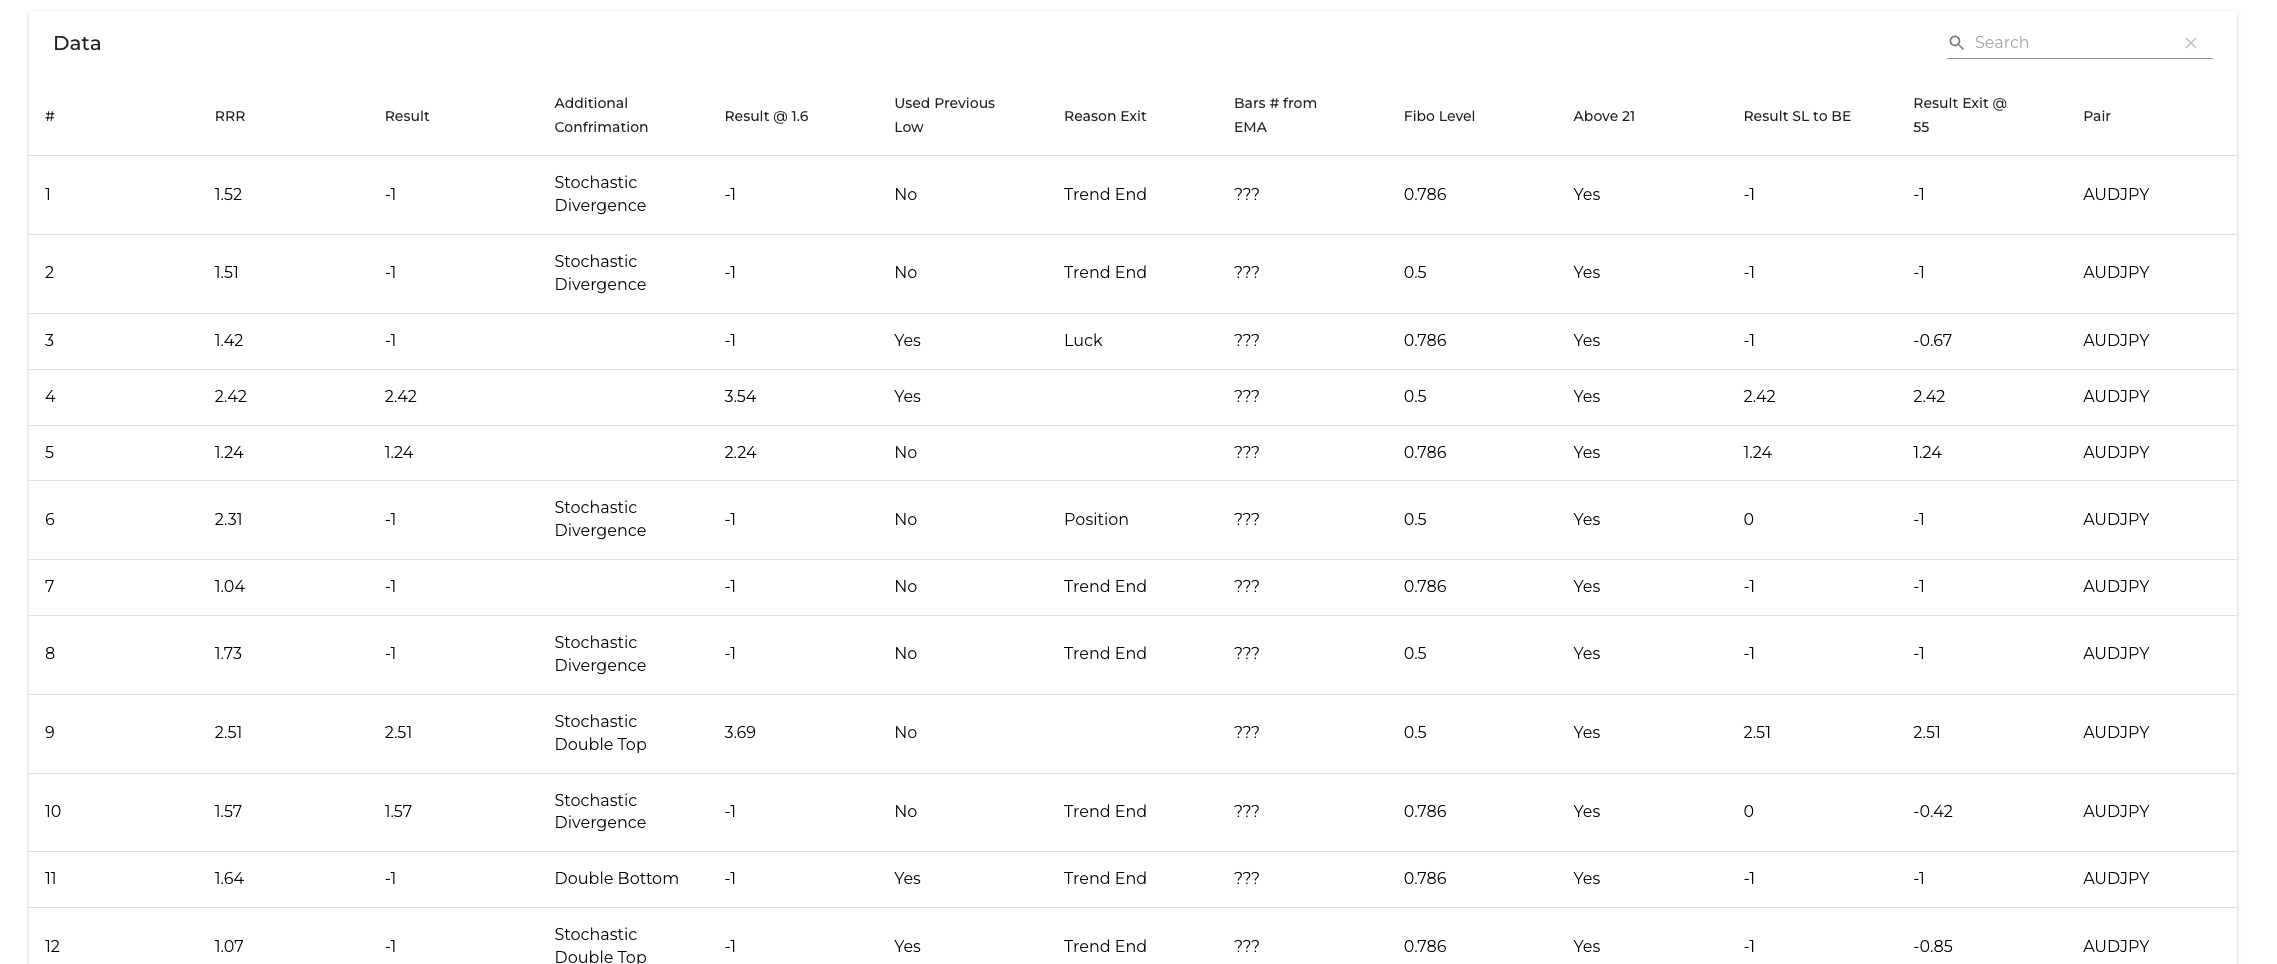 Data
Search
# RRR Result Additional Confrimation Result @ 1.6 Used Previous Low Reason Exit Bars # from EMA Fibo Level Above 21 Result SL to BE Result Exit @ 55 Pair
1 1.52 -1 Stochastic Divergence -1 No Trend End ??? 0.786 Yes -1 -1 AUDJPY
2 1.51 -1 Stochastic Divergence -1 No Trend End ??? 0.5 Yes -1 -1 AUDJPY
3 1.42 -1 -1 Yes Luck ??? 0.786 Yes -1 -0.67 AUDJPY
4 2.42 2.42 3.54 Yes ??? 0.5 Yes 2.42 2.42 AUDJPY
5 1.24 1.24 2.24 No ??? 0.786 Yes 1.24 1.24 AUDJPY
6 2.31 -1 Stochastic Divergence -1 No Position ??? 0.5 Yes 0 -1 AUDJPY
7 1.04 -1 -1 No Trend End ??? 0.786 Yes -1 -1 AUDJPY
8 1.73 -1 Stochastic Divergence -1 No Trend End ??? 0.5 Yes -1 -1 AUDJPY
9 2.51 2.51 Stochastic Double Top 3.69 No ??? 0.5 Yes 2.51 2.51 AUDJPY
10 1.57 1.57 Stochastic Divergence -1 No Trend End ??? 0.786 Yes 0 -0.42 AUDJPY
11 1.64 -1 Double Bottom -1 Yes Trend End ??? 0.786 Yes -1 -1 AUDJPY
12 1.07 -1 Stochastic Double Top -1 Yes Trend End ??? 0.786 Yes -1 -0.85 AUDJPY